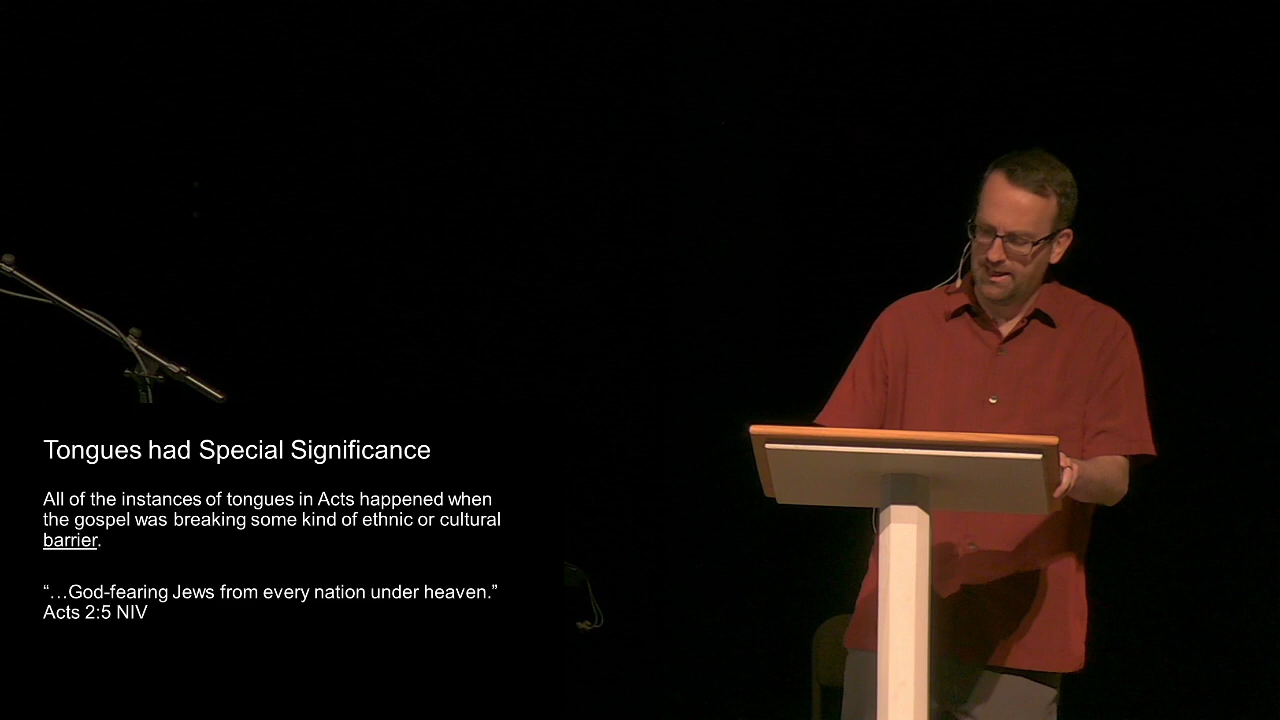 Tongues had Special Significance
All of the instances of tongues in Acts happened when
the gospel was breaking some kind of ethnic or cultural
barrier.
“…God-fearing Jews from every nation under heaven.”
Acts 2:5 NIV